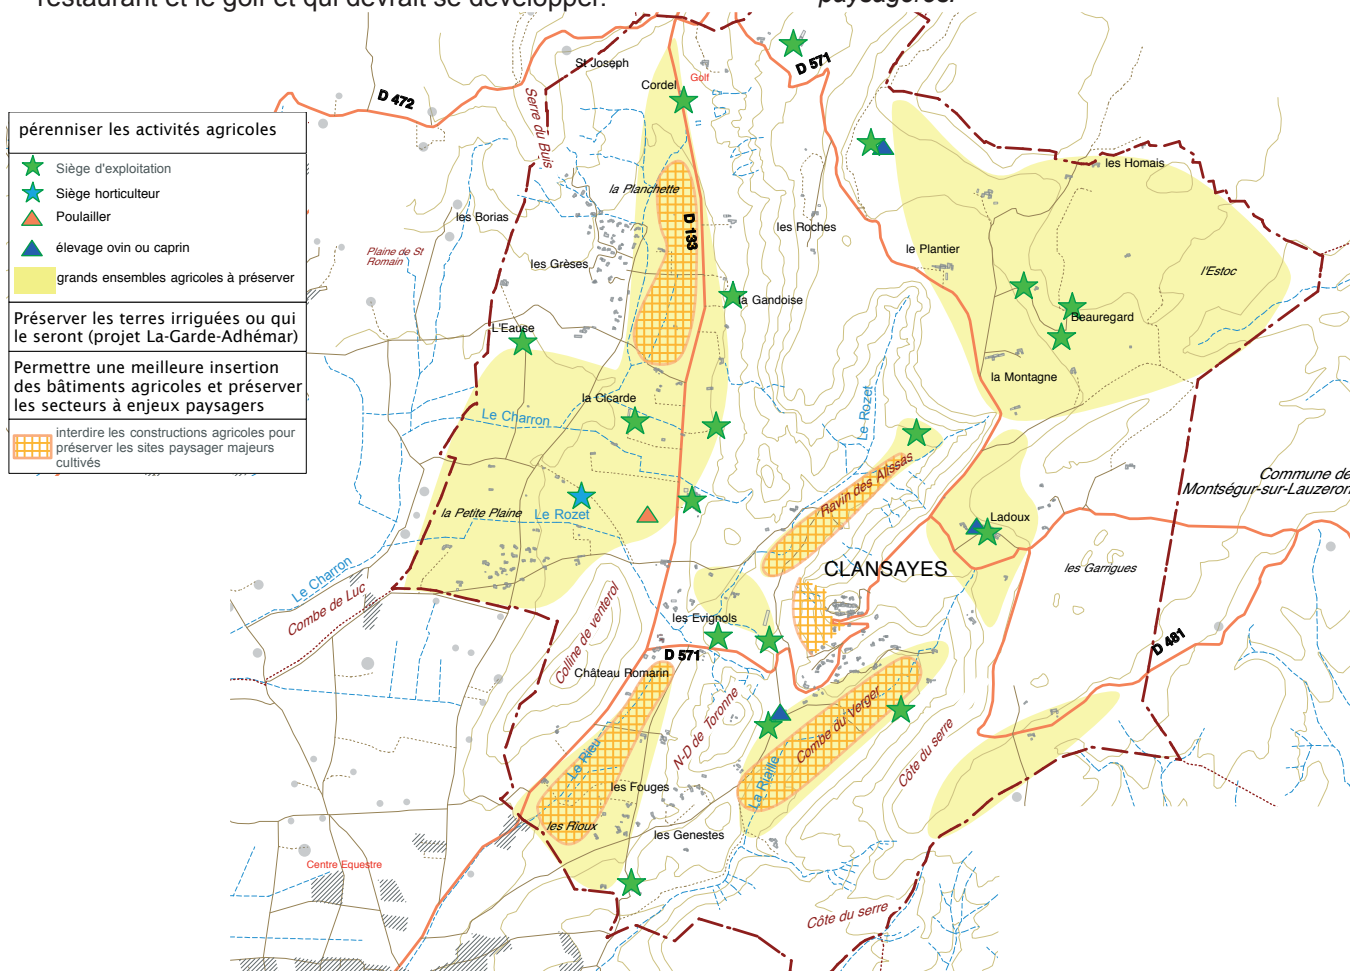 restaurant et le golf et qui devrait se développer.
pérenniser les activités agricoles
Siège d'exploitation
Siège horticulteur
Poulailler
élevage ovin ou caprin
grands ensembles agricoles à préserver
Préserver les terres irriguées ou qui
le seront (projet La-Garde-Adhémar)
Permettre une meilleure insertion
des bâtiments agricoles et préserver
les secteurs à enjeux paysagers
interdire les constructions agricoles pour
préserver les sites paysager majeurs
cultivés
St Joseph
D 472
Serre du Buis
Cordel
Golf
D 571
les Homais
la Planchette
les Borias
Plaine de St
Romain
D 133
les Roches
le Plantier
les Grèses
l'Estoc
la Gandoise
L'Eause
Beauregard
la Montagne
la Cicarde
Le Charron
Le Rozet
Ravin des Alissas
Commune de
Montségur-sur-Lauzeron
la Petite Plaine
Le Rozet
Ladoux
CLANSAYES
les Garrigues
Le Charron
Combe de Luc
Colline de venterol
les Evignols
D 571
D 481
Château Romarin
N-D de Toronne
Combe du Verger
Côte du serre
Le Rieu
La Riaille
les Fouges
les Rioux
les Genestes
Centre Equestre
Côte du serre